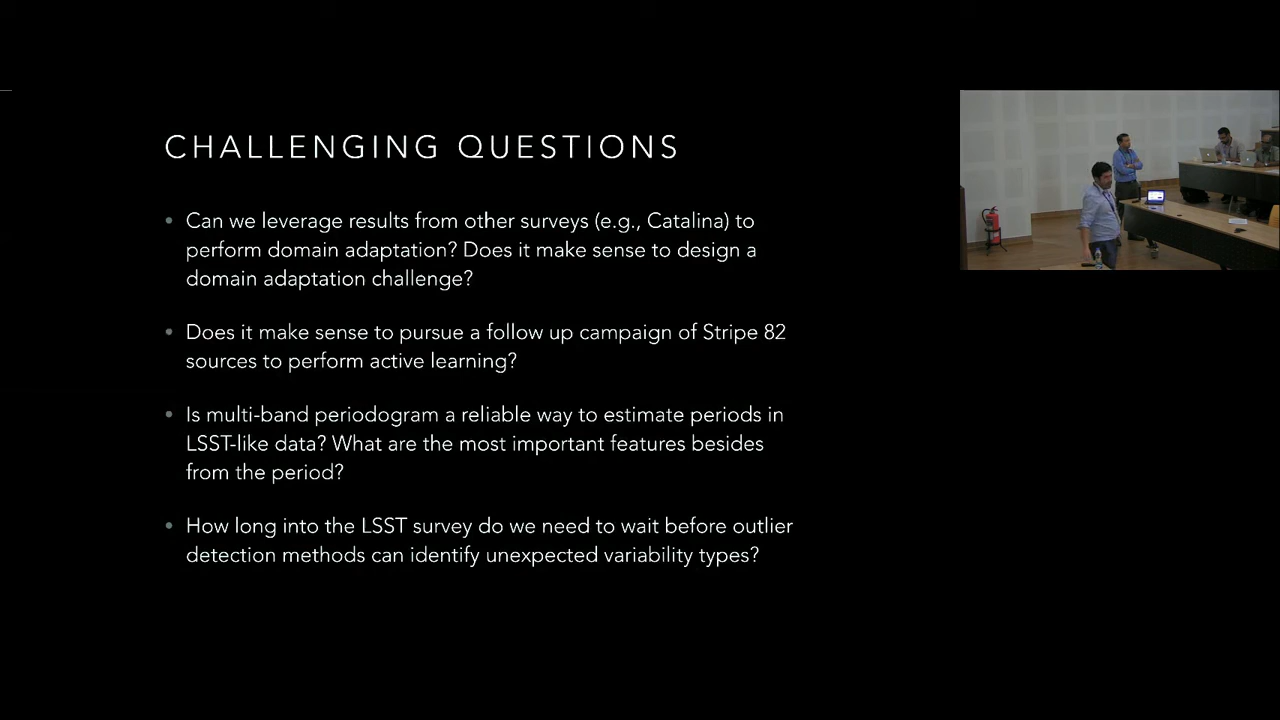 CHALLENGING QUESTIONS
• Can we leverage results from other surveys (e.g., Catalina) to
perform domain adaptation? Does it make sense to design a
domain adaptation challenge?
• Does it make sense to pursue a follow up campaign of Stripe 82
sources to perform active learning?
• Is multi-band periodogram a reliable way to estimate periods in
LSST-like data? What are the most important features besides
from the period?
• How long into the LSST survey do we need to wait before outlier
detection methods can identify unexpected variability types?